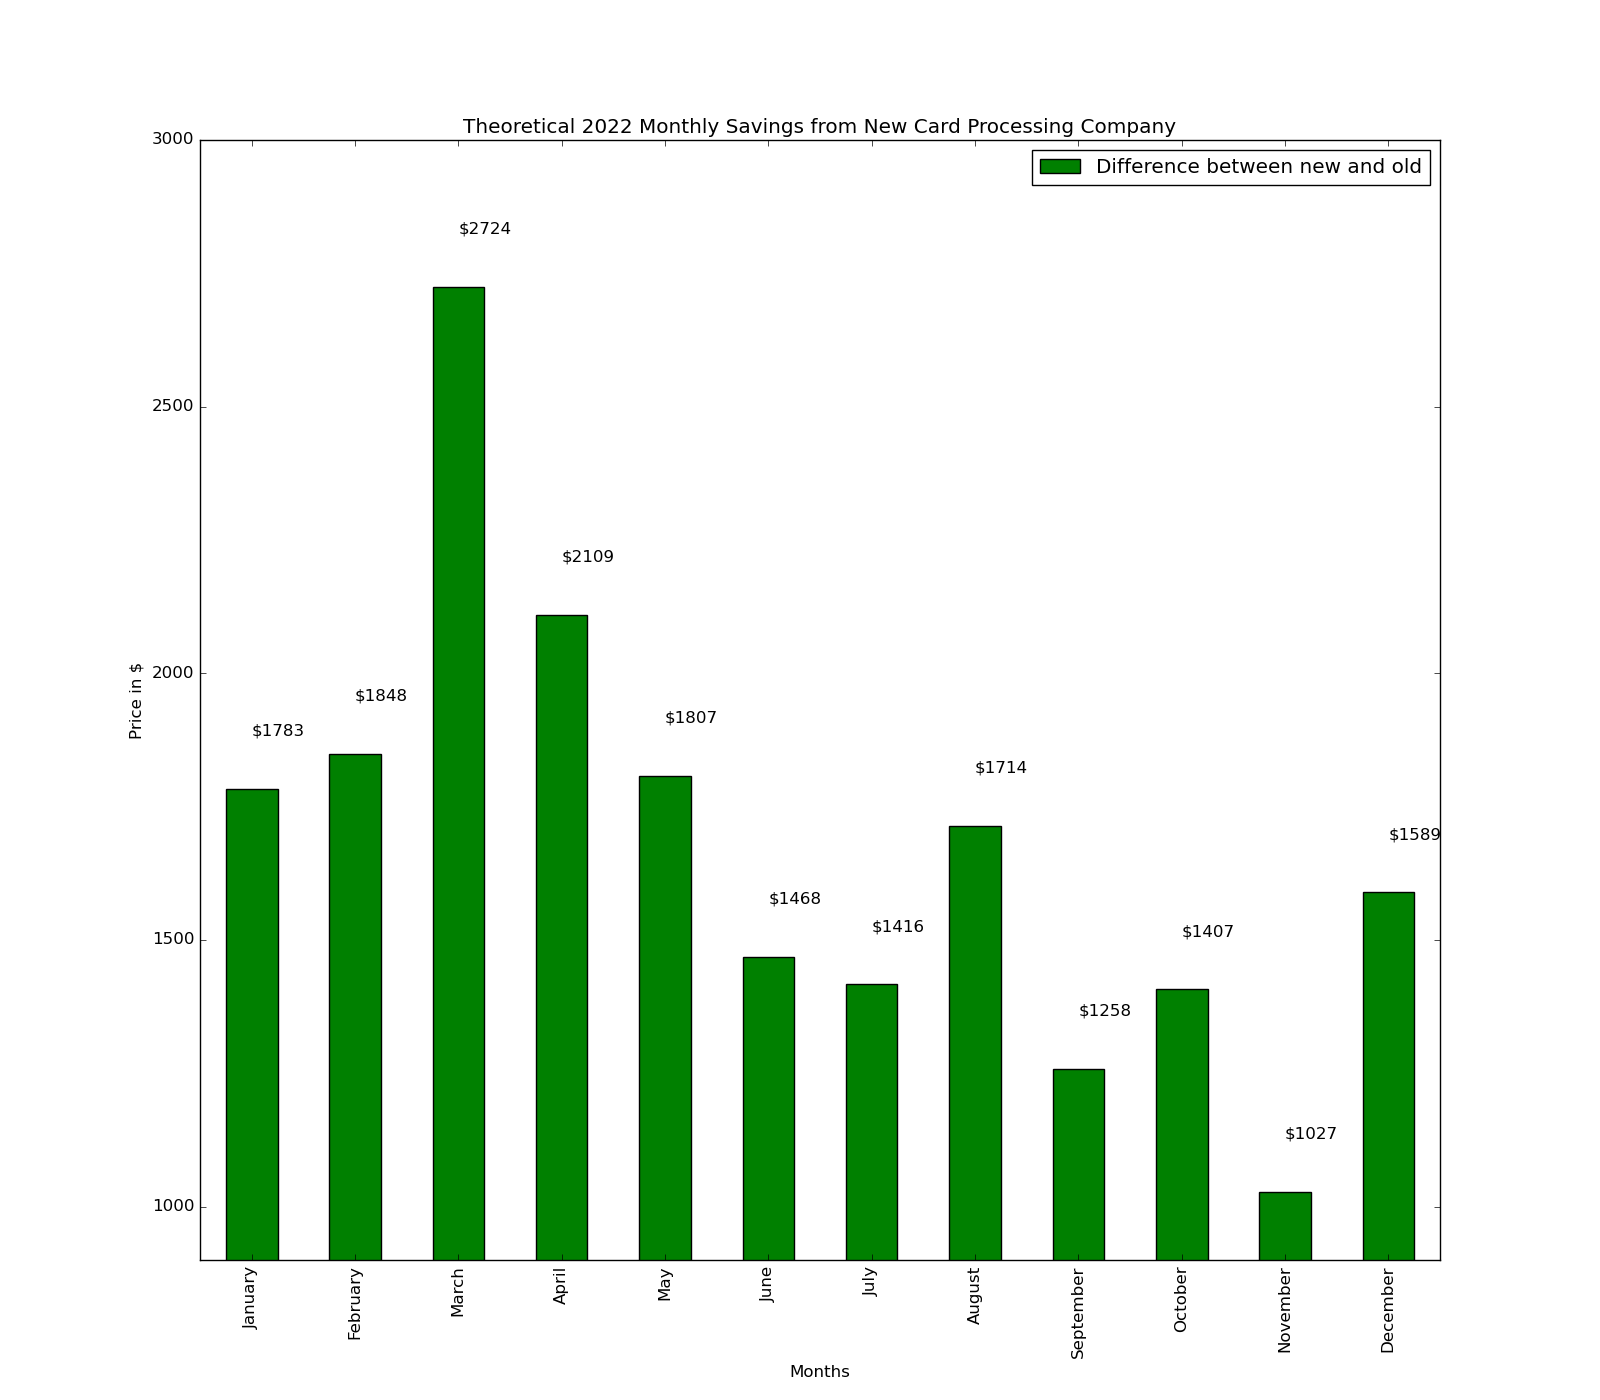 Theoretical 2022 Monthly Savings from New Card Processing Company
Difference between new and old
3000
2500
2000
1500
1000
Price in $
$1783
$1848
$2724
$2109
$1807
$1468
$1416
$1714
$1258
$1407
$1027
$1589
January
February
March
April
May
June
July
August
September
October
November
December
Months